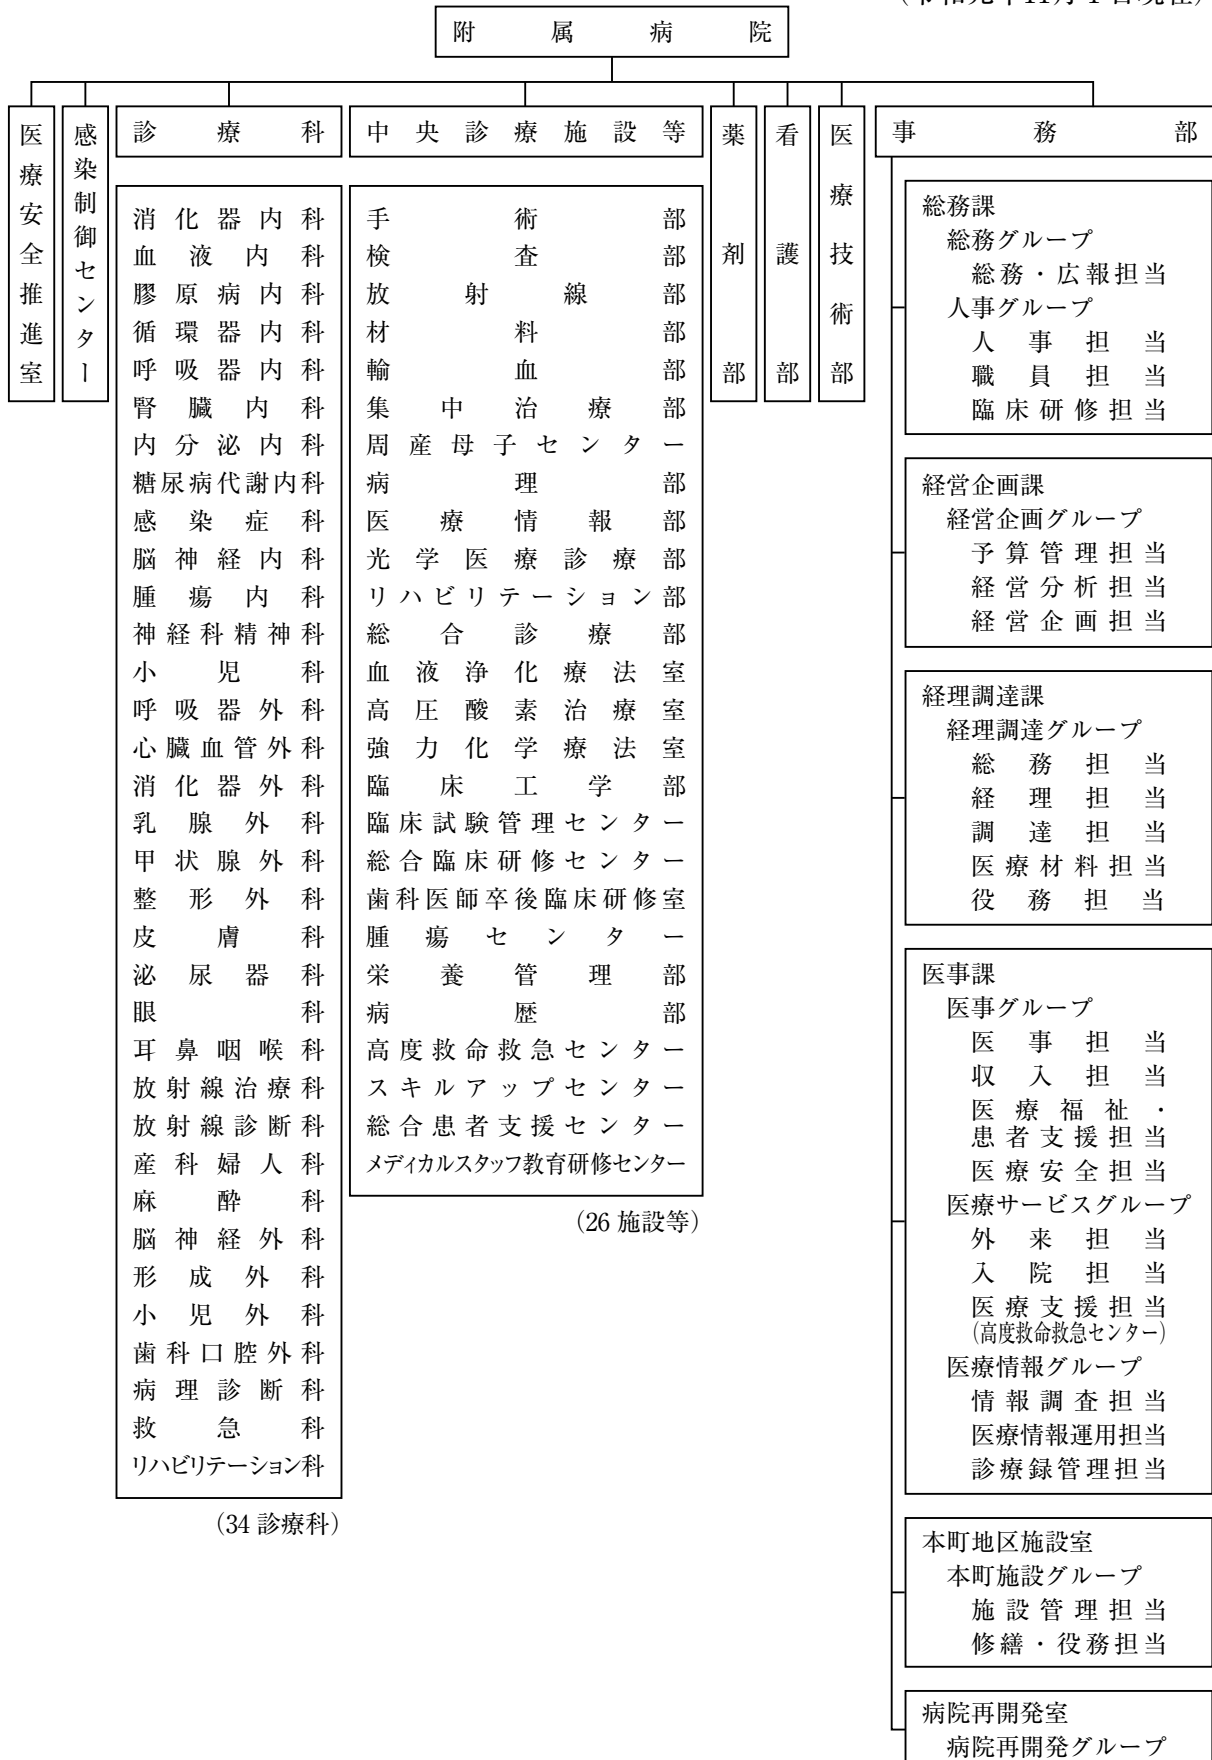 (令和元年11月1日現在)
附属病院
医療安全推進室
感染制御センター
診療科
消化器内科
血液内科
膠原病内科
循環器内科
呼吸器内科
腎臓内科
内分泌内科
糖尿病代謝内科
感染症科
脳神経内科
腫瘍内科
神経科精神科
小児科
呼吸器外科
心臓血管外科
消化器外科
乳腺外科
甲状腺外科
整形外科
皮膚科
泌尿器科
眼科
耳鼻咽喉科
放射線治療科
放射線診断科
産科婦人科
麻酔科
脳神経外科
形成外科
小児外科
歯科口腔外科
病理診断科
救急科
リハビリテーション科
(34診療科)
中央診療施設等
手術部
検査部
放射線部
材料部
輸血部
集中治療部
周産母子センター
病理部
医療情報部
光学医療診療部
リハビリテーション部
総合診療部
血液浄化療法室
高圧酸素治療室
強力化学療法室
臨床工学部
臨床試験管理センター
総合臨床研修センター
歯科医師卒後臨床研修室
腫瘍センター
栄養管理部
病歴部
高度救命救急センター
スキルアップセンター
総合患者支援センター
メディカルスタッフ教育研修センター
(26施設等)
薬剤部
看護部
医療技術部
事務部
総務課
総務グループ
総務・広報担当
人事グループ
人事担当
職員担当
臨床研修担当
経営企画課
経営企画グループ
予算管理担当
経営分析担当
経営企画担当
経理調達課
経理調達グループ
総務担当
経理担当
調達担当
医療材料担当
役務担当
医事課
医事グループ
医事担当
収入担当
医療福祉・
患者支援担当
医療安全担当
医療サービスグループ
外来担当
入院担当
医療支援担当
(高度救命救急センター)
医療情報グループ
情報調査担当
医療情報運用担当
診療録管理担当
本町地区施設室
本町施設グループ
施設管理担当
修繕・役務担当
病院再開発室
病院再開発グループ